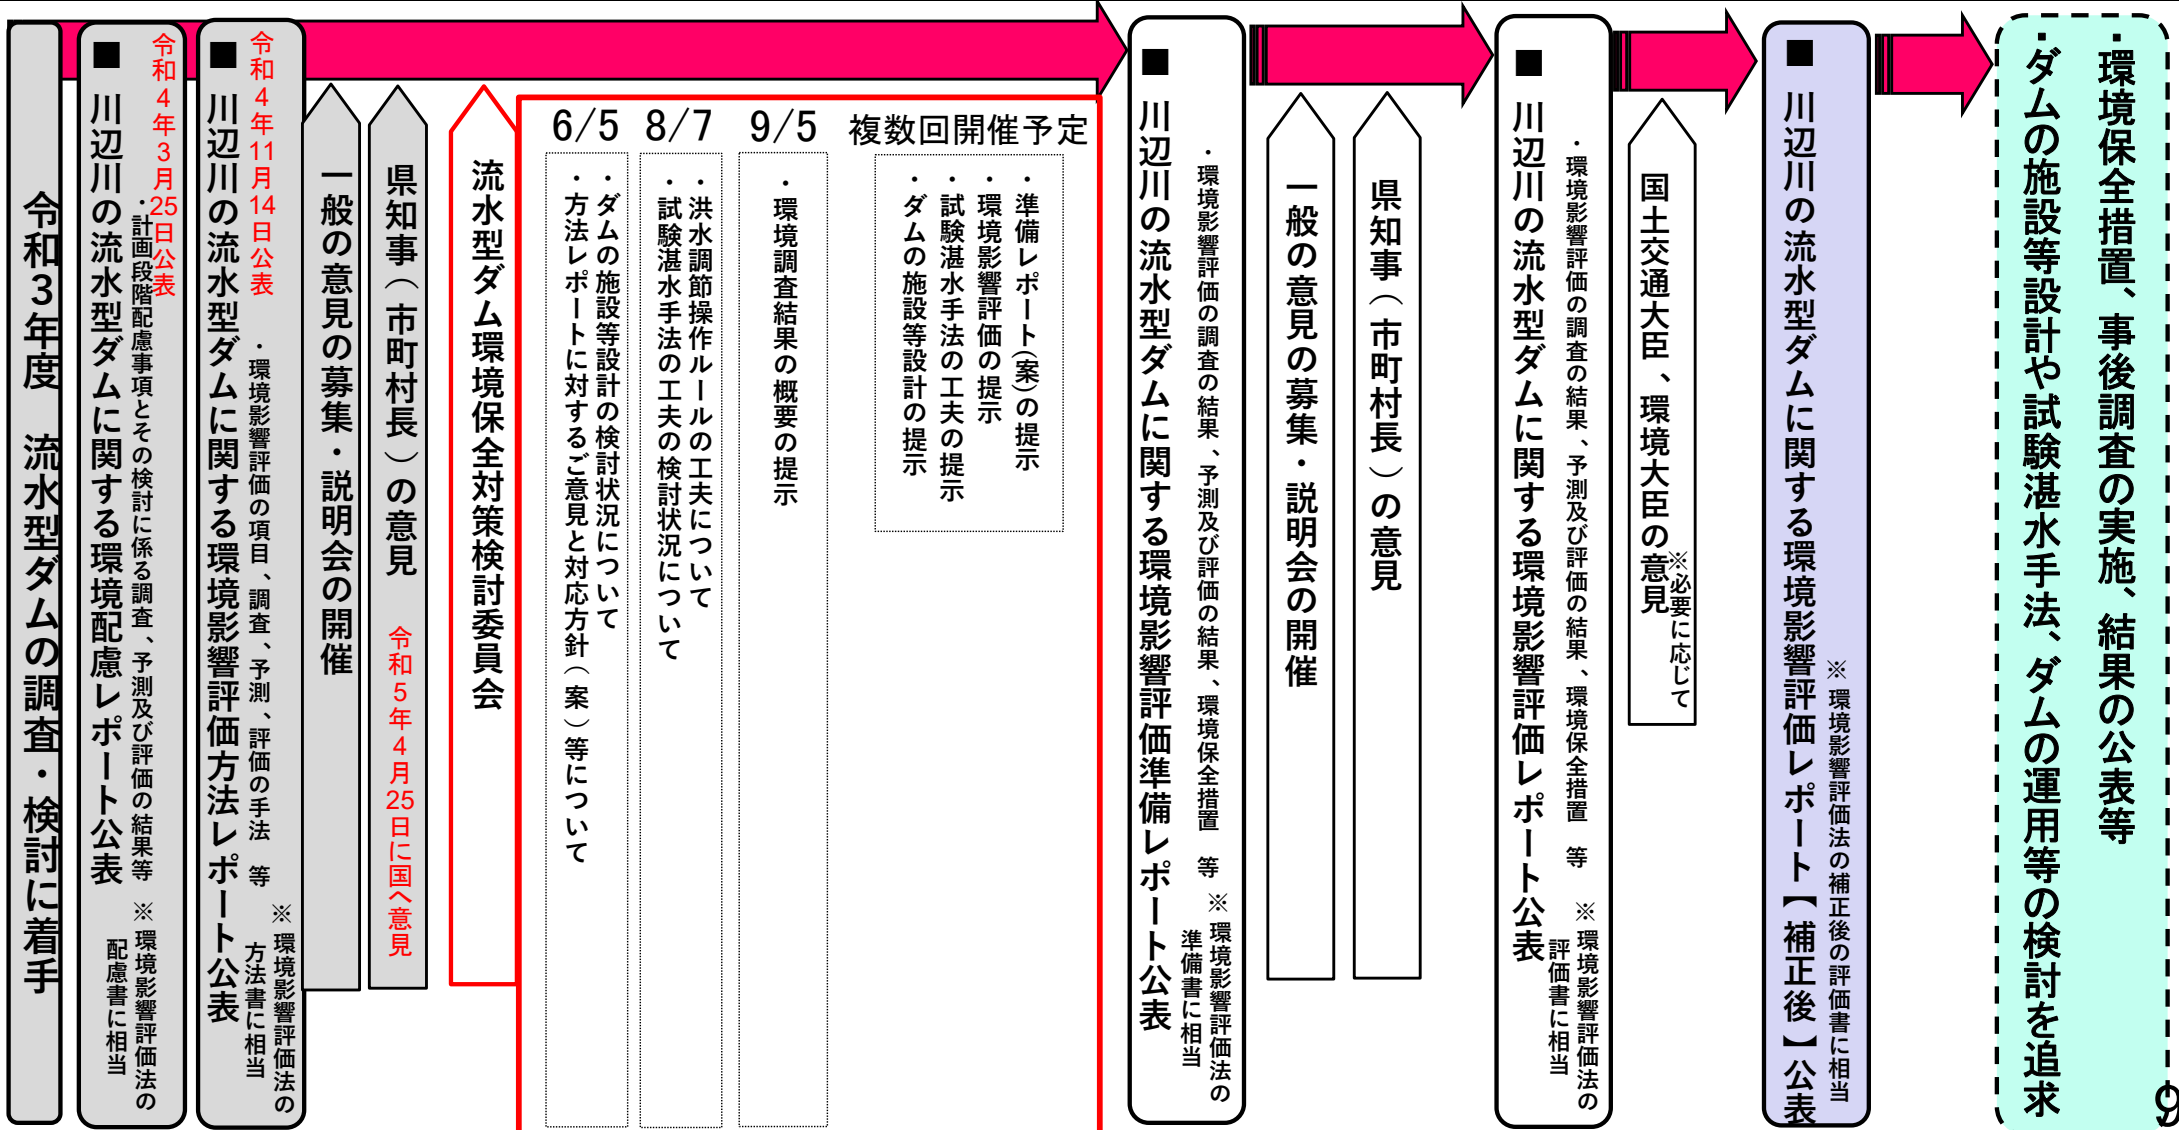 令和３年度　流水型ダムの調査・検討に着手
令和４年３月25日公表
■ 川辺川の流水型ダムに関する環境配慮レポート公表
・計画段階配慮事項とその検討に係る調査、予測及び評価の結果等
※環境影響評価法の
配慮書に相当
令和４年11月14日公表
■ 川辺川の流水型ダムに関する環境影響評価方法レポート公表
・環境影響評価の項目、調査、予測、評価の手法　等
※環境影響評価法の
方法書に相当
一般の意見の募集・説明会の開催
県知事（市町村長）の意見
令和５年４月25日に国へ意見
流水型ダム環境保全対策検討委員会
6/5
・ダムの施設等設計の検討状況について
・方法レポートに対するご意見と対応方針（案）等について
8/7
・洪水調節操作ルールの工夫について
・試験湛水手法の工夫の検討状況について
9/5
・環境調査結果の概要の提示
複数回開催予定
・準備レポート(案)の提示
・環境影響評価の提示
・試験湛水手法の工夫の提示
・ダムの施設等設計の提示
■ 川辺川の流水型ダムに関する環境影響評価準備レポート公表
・環境影響評価の調査の結果、予測及び評価の結果、環境保全措置　等
※環境影響評価法の
準備書に相当
一般の意見の募集・説明会の開催
県知事（市町村長）の意見
■ 川辺川の流水型ダムに関する環境影響評価レポート公表
・環境影響評価の調査の結果、予測及び評価の結果、環境保全措置　等
※環境影響評価法の
評価書に相当
国土交通大臣、環境大臣の意見
※必要に応じて
■ 川辺川の流水型ダムに関する環境影響評価レポート【補正後】公表
※環境影響評価法の補正後の評価書に相当
・環境保全措置、事後調査の実施、結果の公表等
・ダムの施設等設計や試験湛水手法、ダムの運用等の検討を追求
9